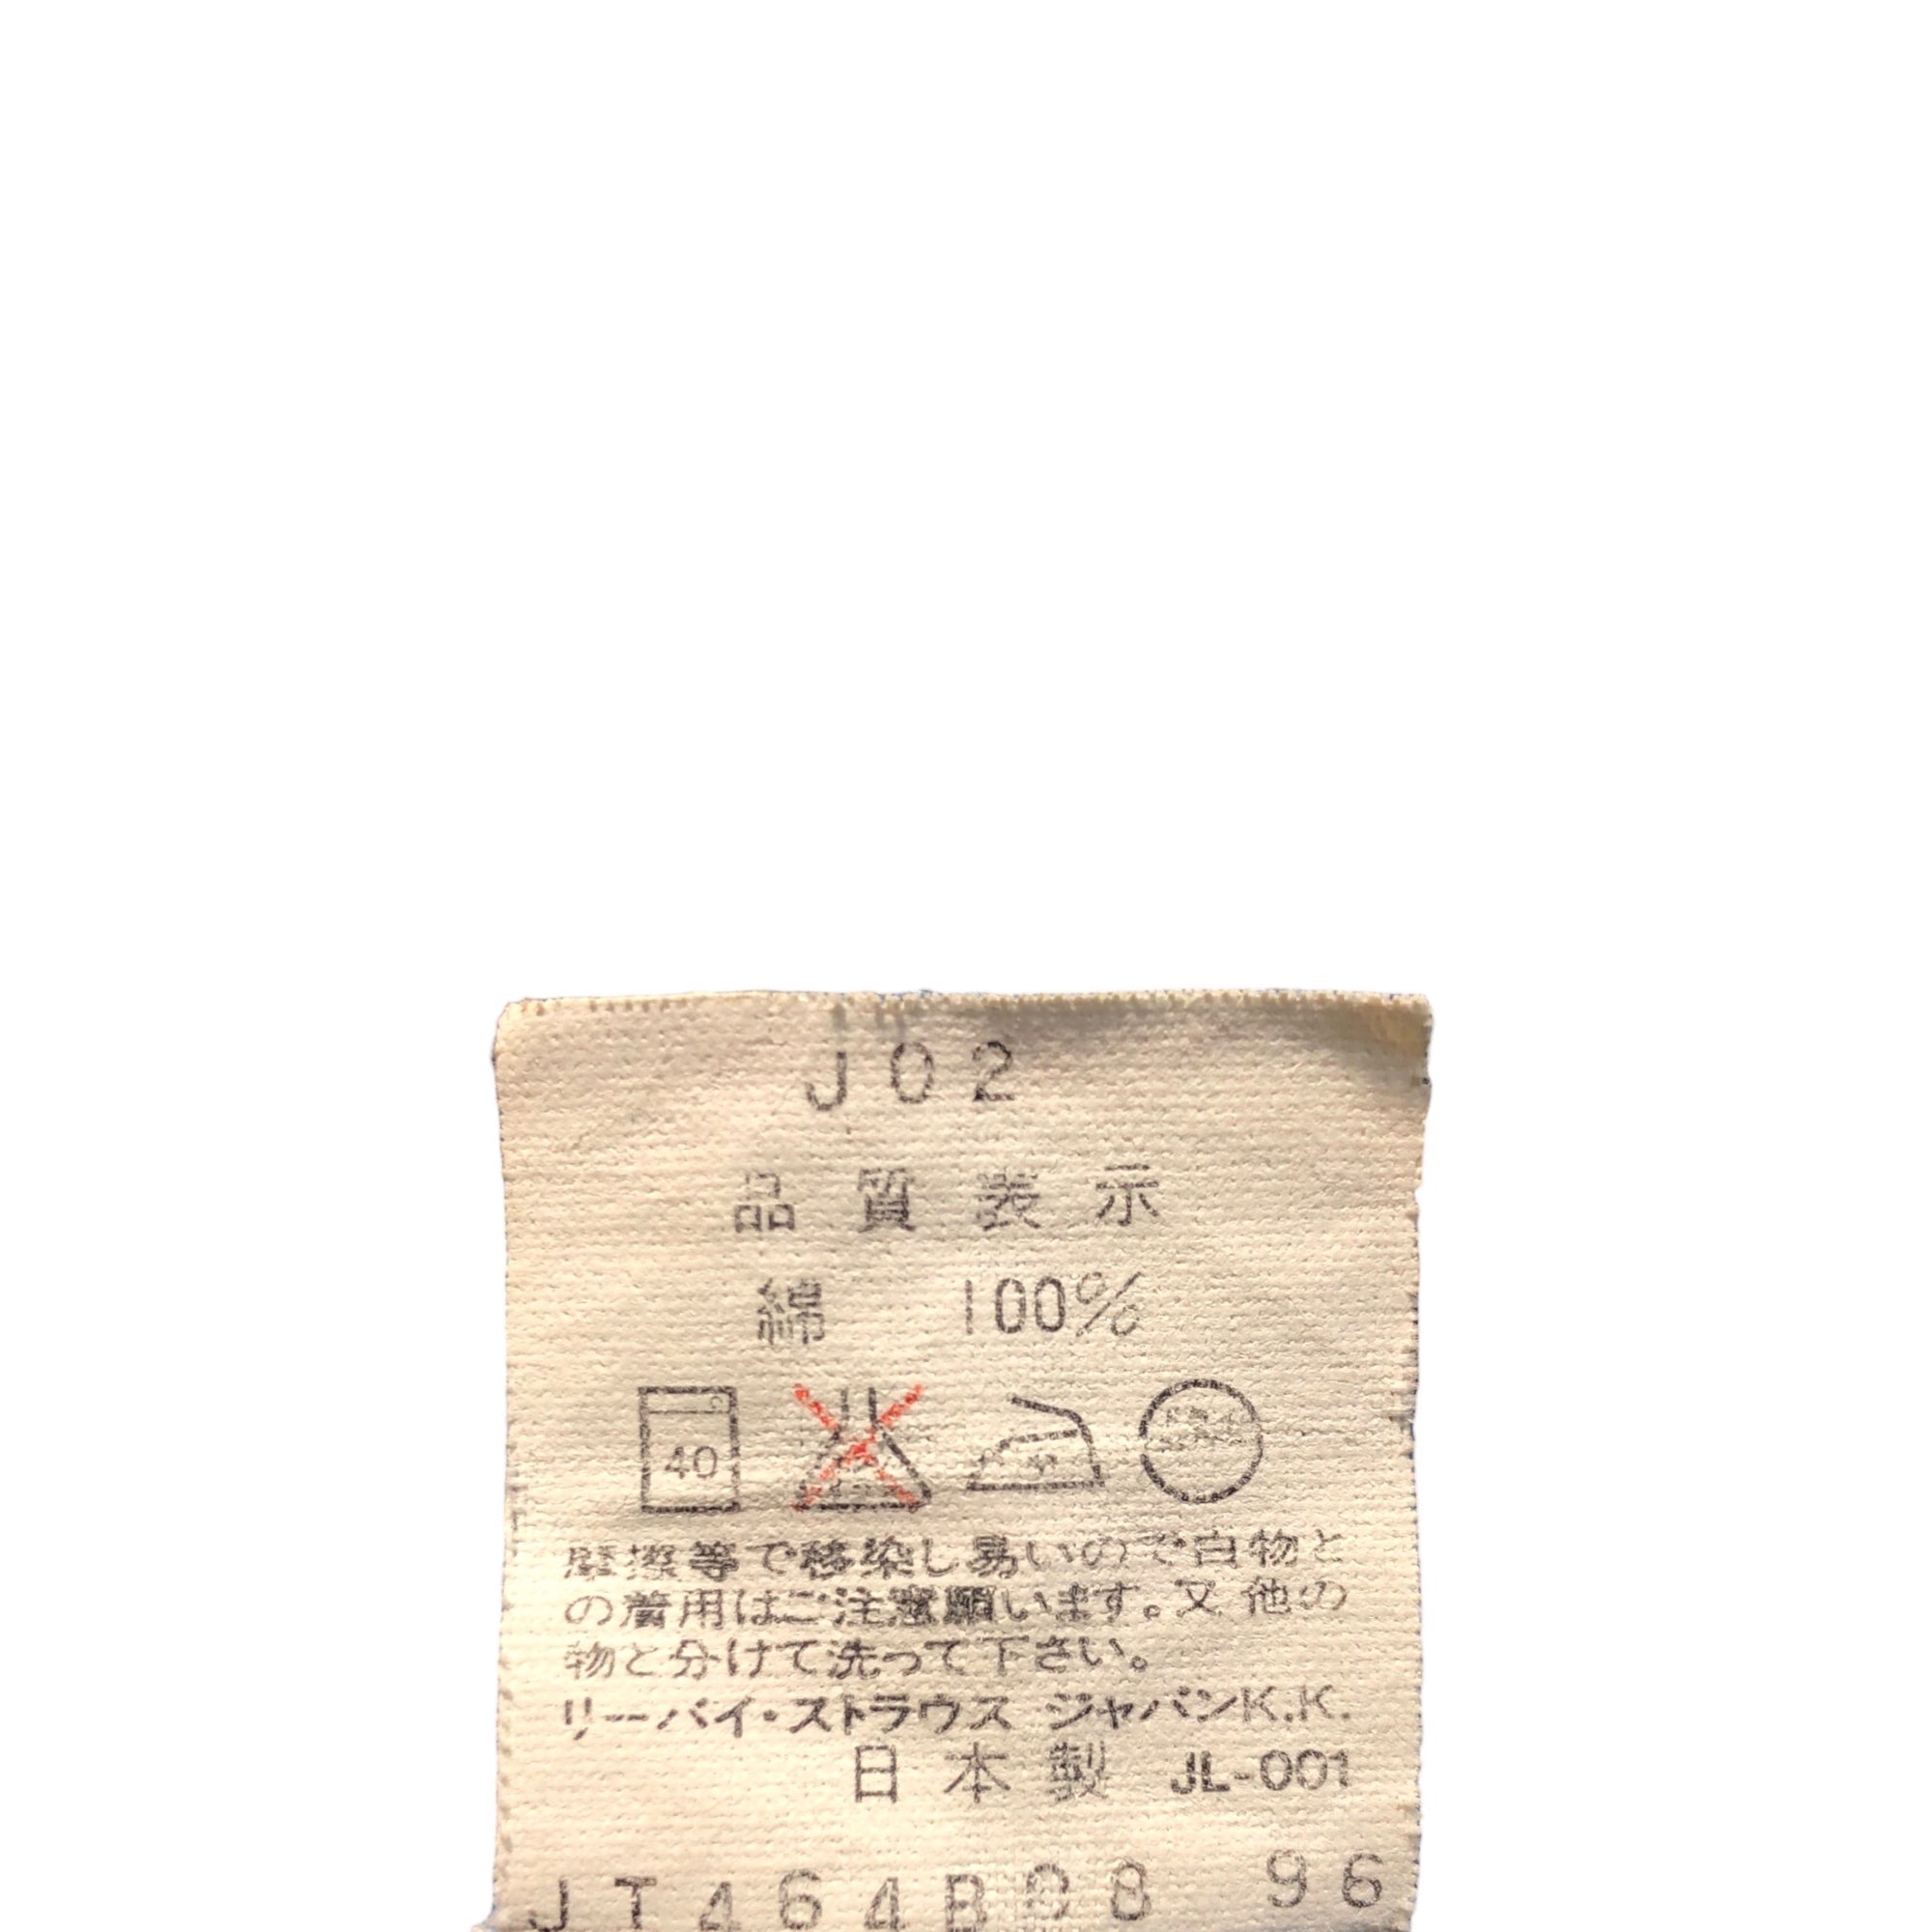 J02
品質表示
綿 100%
40
摩擦等で移染し易いので白物と
の着用はご注意願います。又他の
物と分けて洗って下さい。
リーバイ・ストラウス ジャパンK.K.
日本製 JL-001
JT464B08 96